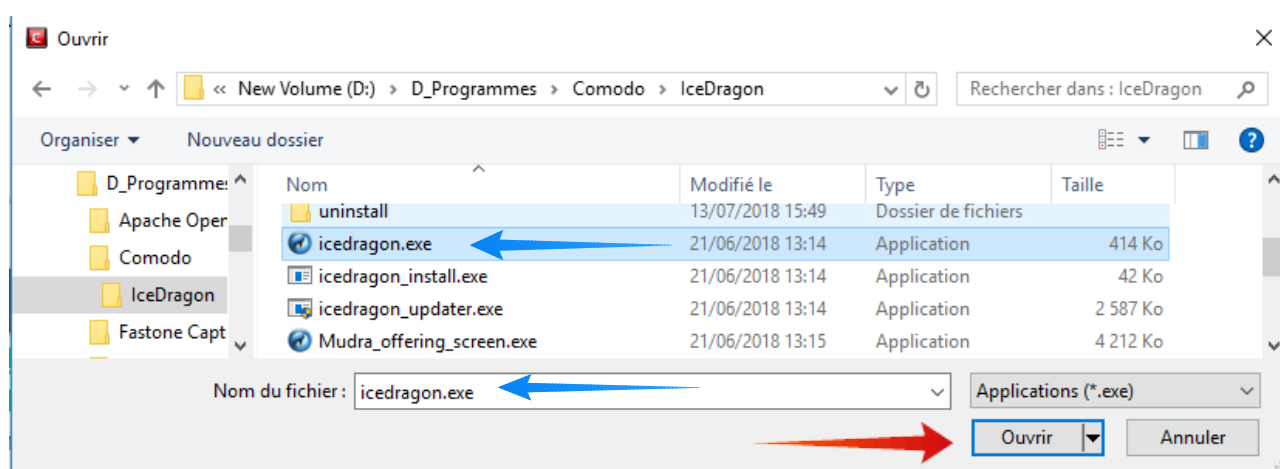 Ouvrir
« New Volume (D:) > D_Programmes > Comodo > IceDragon
Rechercher dans : IceDragon
Organiser
Nouveau dossier
D_Programmes
Apache Oper
Comodo
IceDragon
Fastone Capt
Nom Modifié le Type Taille
uninstall 13/07/2018 15:49 Dossier de fichiers
icedragon.exe 21/06/2018 13:14 Application 414 Ko
icedragon_install.exe 21/06/2018 13:14 Application 42 Ko
icedragon_updater.exe 21/06/2018 13:14 Application 2 587 Ko
Mudra_offering_screen.exe 21/06/2018 13:15 Application 4 212 Ko
Nom du fichier : icedragon.exe
Applications (*.exe)
Ouvrir
Annuler